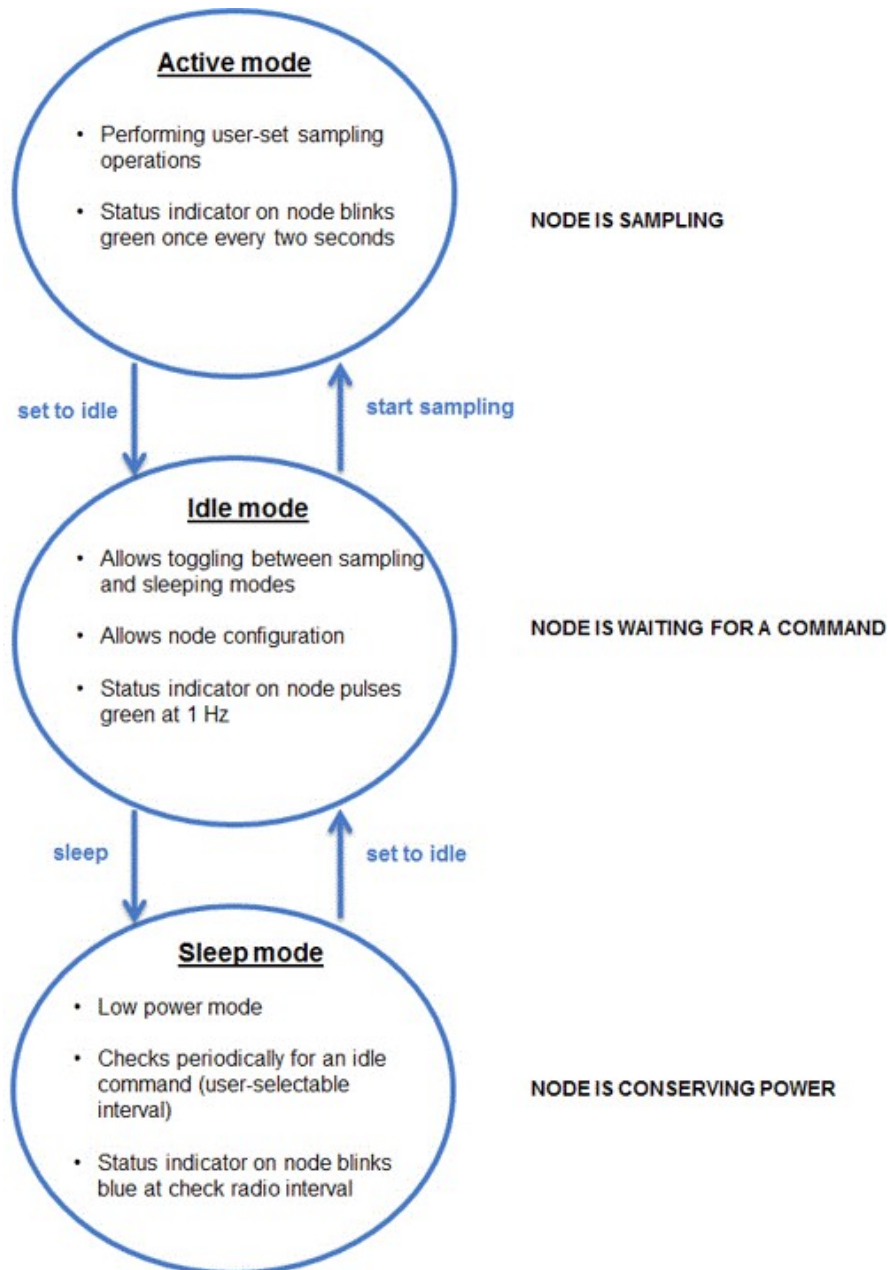 Active mode
• Performing user-set sampling
operations
• Status indicator on node blinks
green once every two seconds
NODE IS SAMPLING
set to idle
start sampling
Idle mode
• Allows toggling between sampling
and sleeping modes
• Allows node configuration
• Status indicator on node pulses
green at 1 Hz
NODE IS WAITING FOR A COMMAND
sleep
set to idle
Sleep mode
• Low power mode
• Checks periodically for an idle
command (user-selectable
interval)
• Status indicator on node blinks
blue at check radio interval
NODE IS CONSERVING POWER